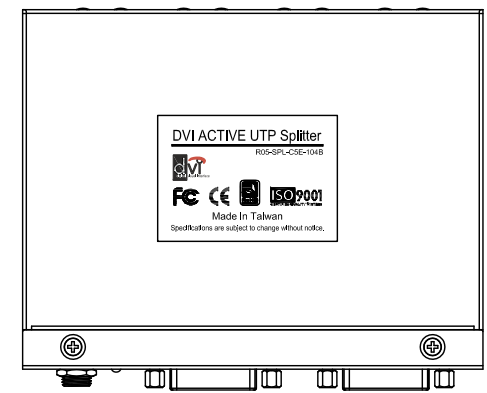 DVI ACTIVE UTP Splitter
R05-SPL-C5E-104B
dvi
FC CE ISO 9001
Made In Taiwan
Specifications are subject to change without notice.